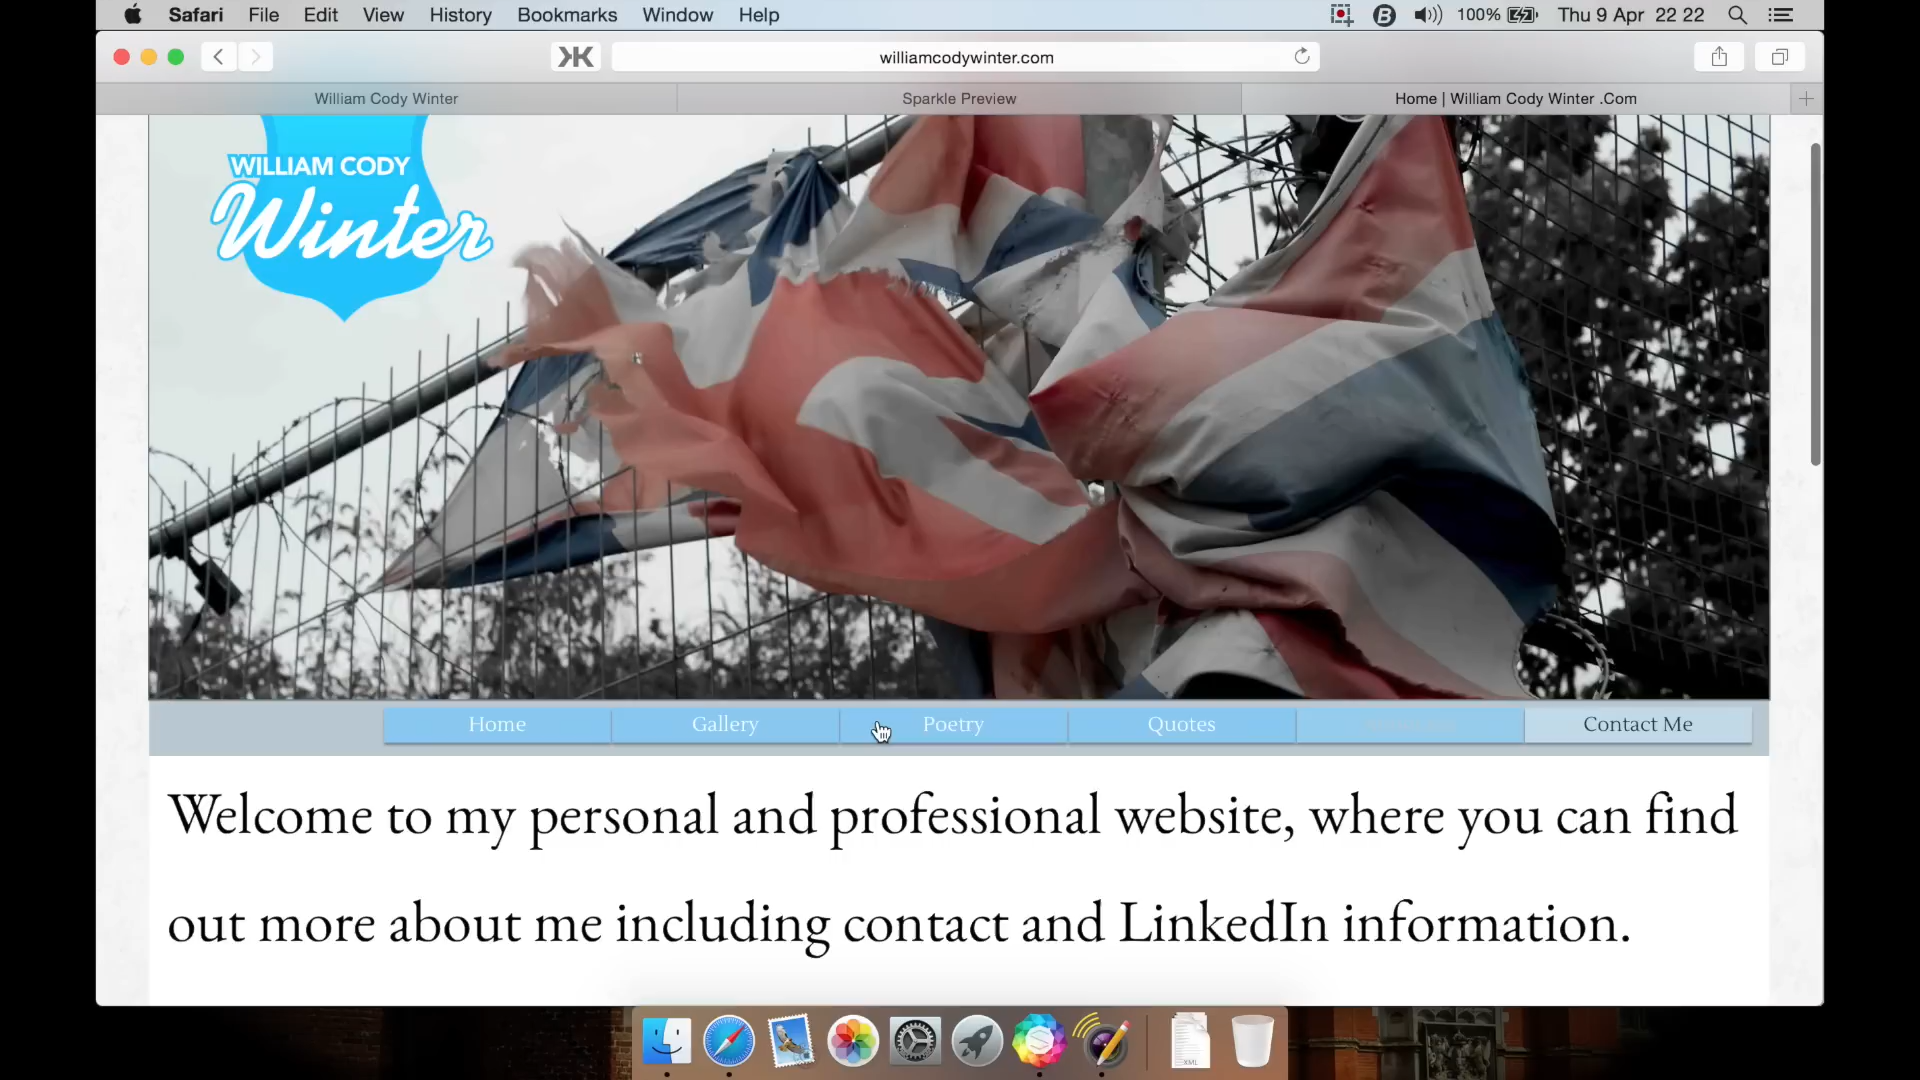 Safari File Edit View History Bookmarks Window Help 100% Thu 9 Apr 22 22
williamcodywinter.com
William Cody Winter Sparkle Preview Home | William Cody Winter .Com
WILLIAM CODY
Winter
Home Gallery Poetry Quotes Contact Me
Welcome to my personal and professional website, where you can find
out more about me including contact and LinkedIn information.
XML